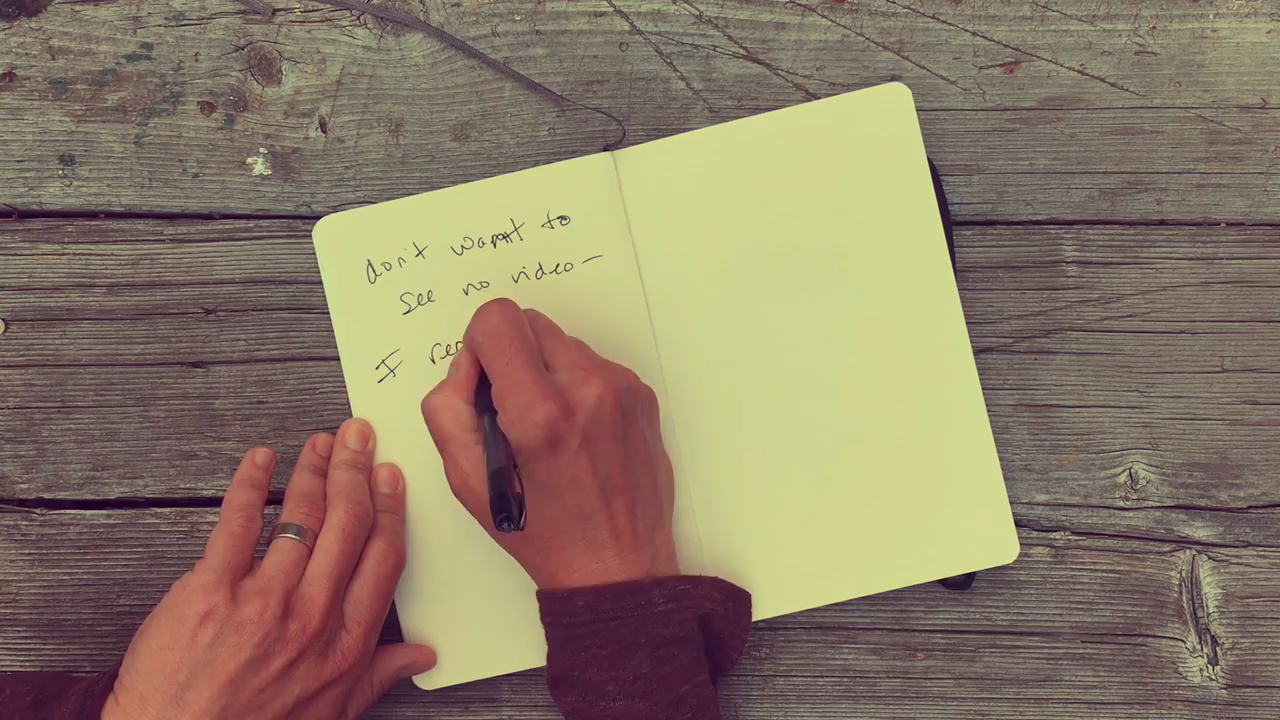 don't want to
see no video –
I